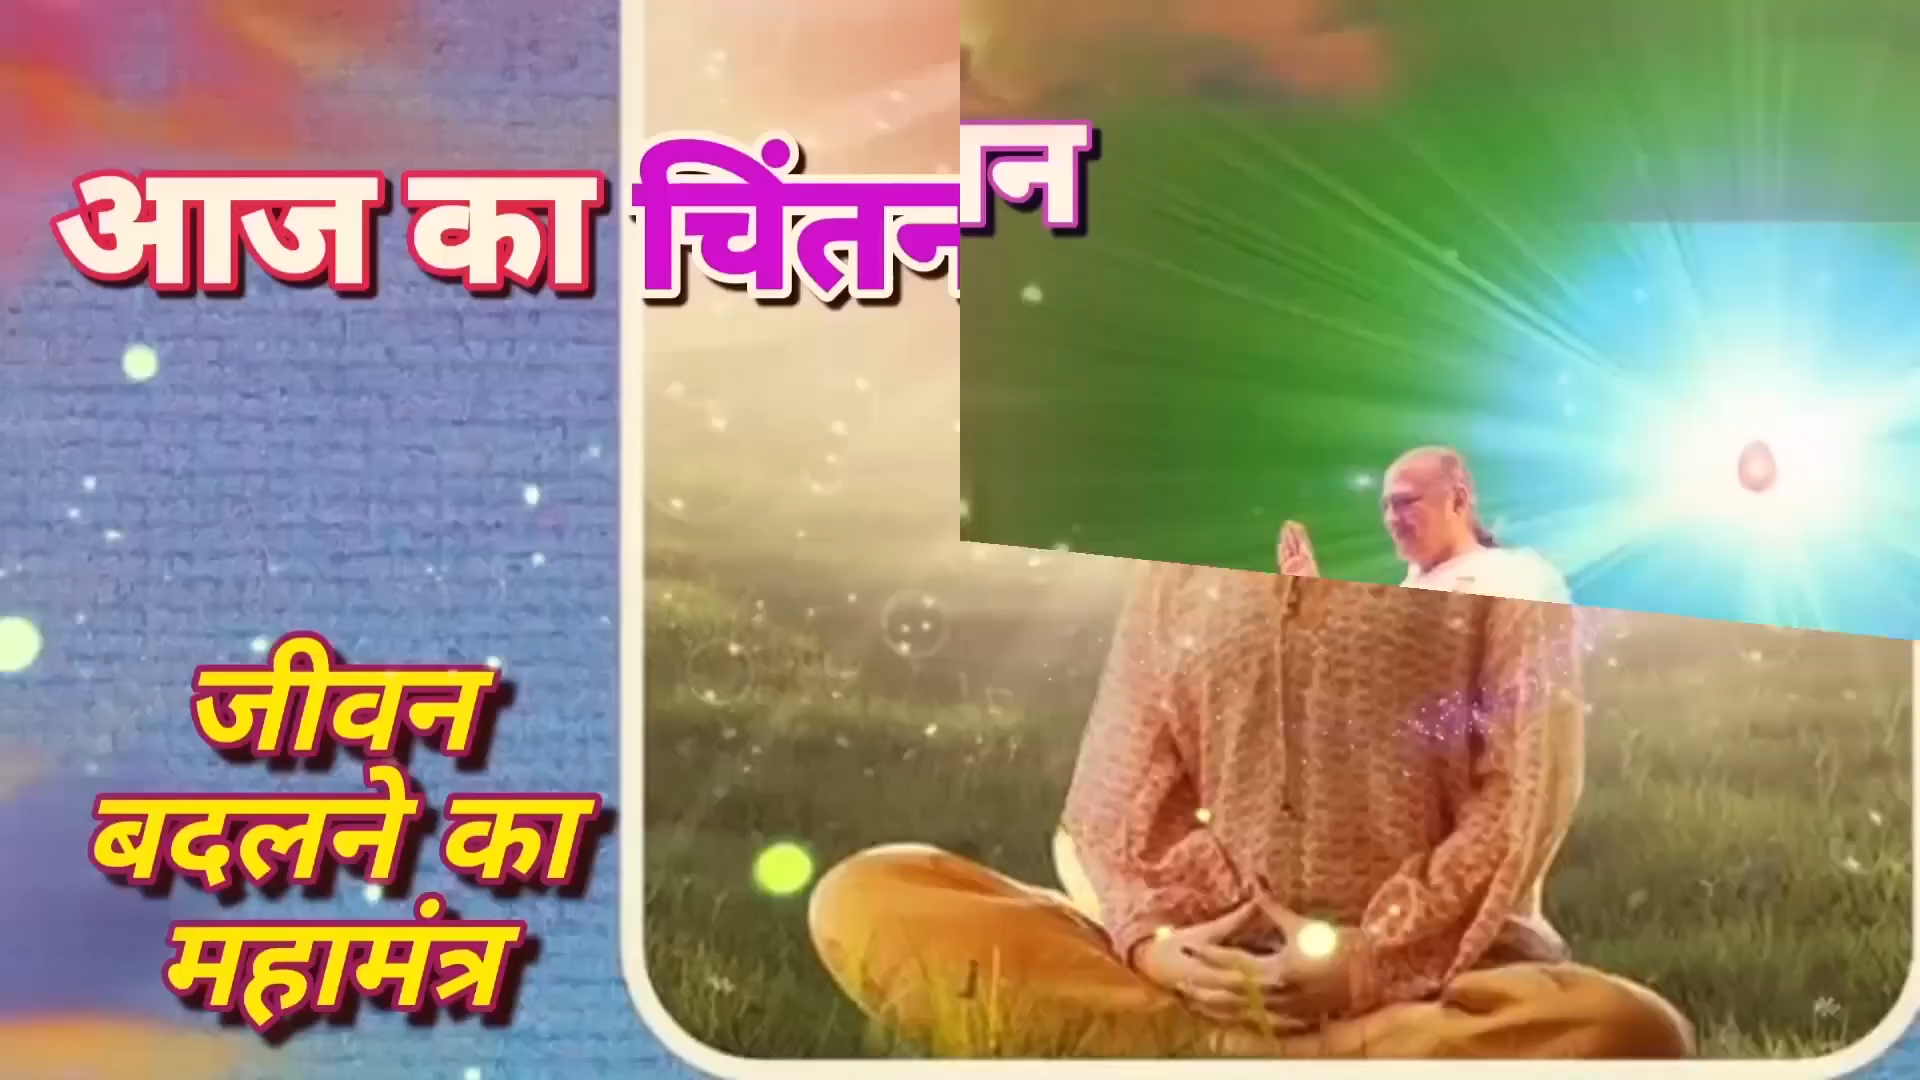 आज का चिंतन
जीवन
बदलने का
महामंत्र